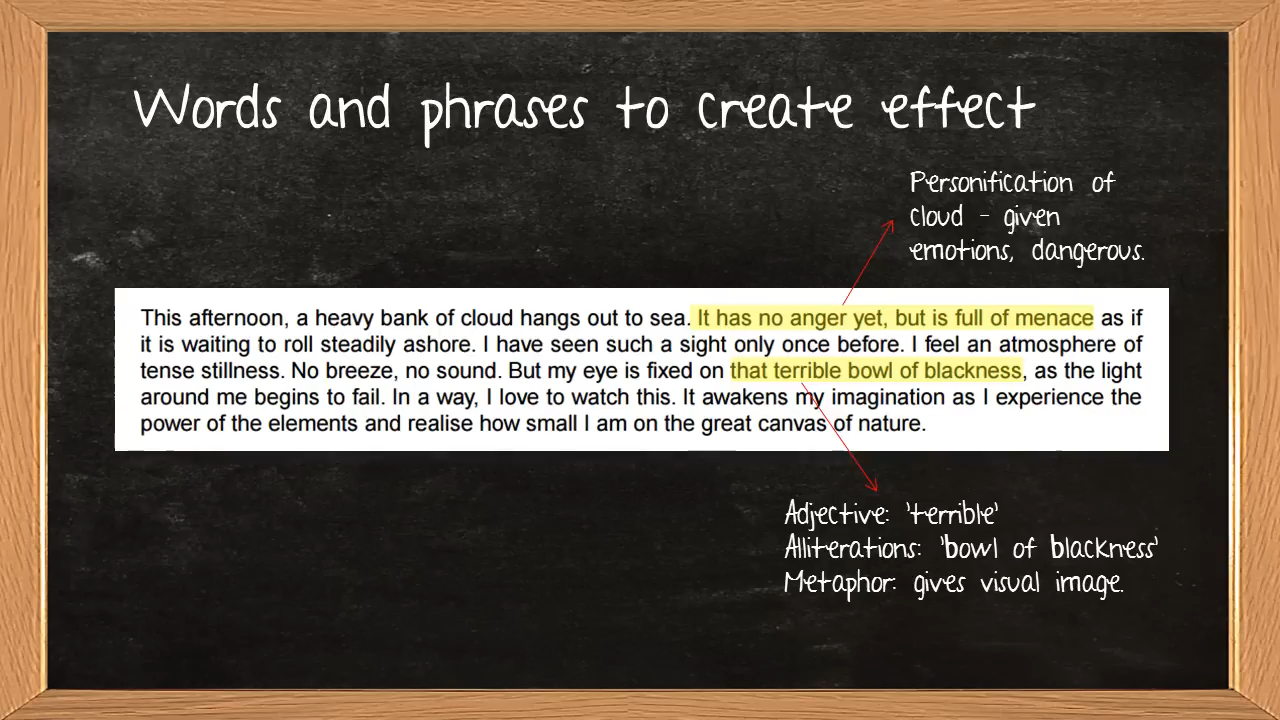 Words and phrases to create effect
Personification of
cloud - given
emotions, dangerous.
This afternoon, a heavy bank of cloud hangs out to sea. It has no anger yet, but is full of menace as if
it is waiting to roll steadily ashore. I have seen such a sight only once before. I feel an atmosphere of
tense stillness. No breeze, no sound. But my eye is fixed on that terrible bowl of blackness, as the light
around me begins to fail. In a way, I love to watch this. It awakens my imagination as I experience the
power of the elements and realise how small I am on the great canvas of nature.
Adjective: 'terrible'
Alliterations: 'bowl of blackness'
Metaphor: gives visual image.